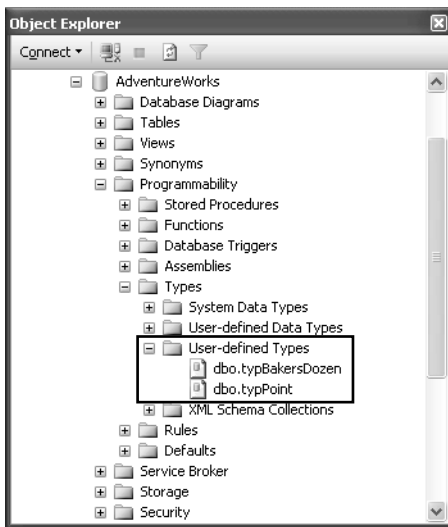 Object Explorer
Connect
AdventureWorks
Database Diagrams
Tables
Views
Synonyms
Programmability
Stored Procedures
Functions
Database Triggers
Assemblies
Types
System Data Types
User-defined Data Types
User-defined Types
dbo.typBakersDozen
dbo.typPoint
XML Schema Collections
Rules
Defaults
Service Broker
Storage
Security